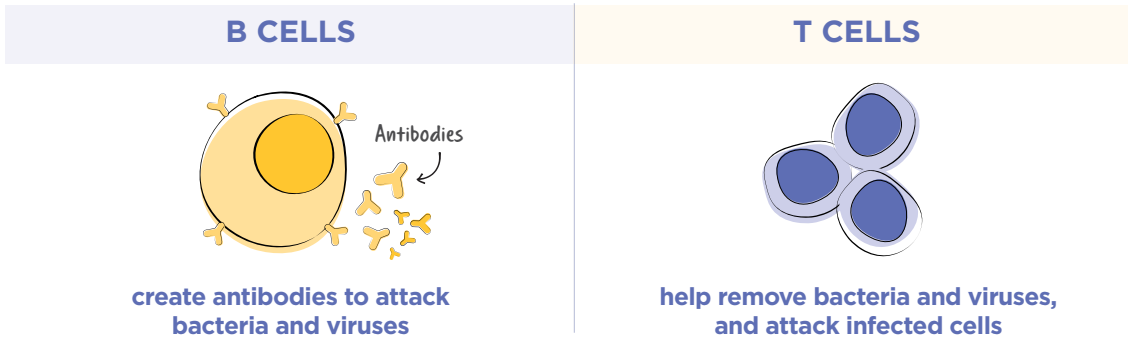 B CELLS
T CELLS
Antibodies
create antibodies to attack
bacteria and viruses
help remove bacteria and viruses,
and attack infected cells